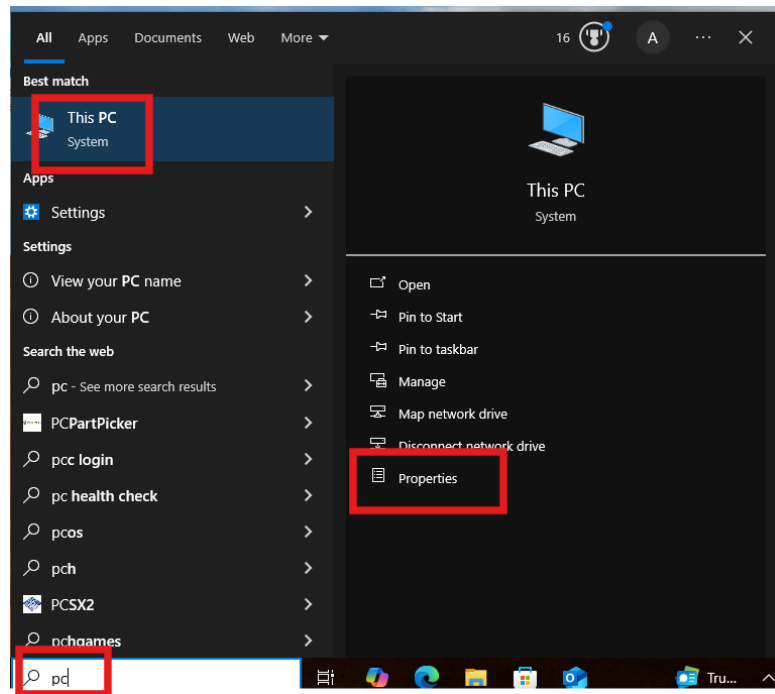 All Apps Documents Web More 16 A ...
Best match
This PC
System
Apps
Settings
Settings
View your PC name
About your PC
Search the web
pc - See more search results
PCPartPicker
pcc login
pc health check
pcos
pch
PCSX2
pchgames
pc
This PC
System
Open
Pin to Start
Pin to taskbar
Manage
Map network drive
Disconnect network drive
Properties
Tru...